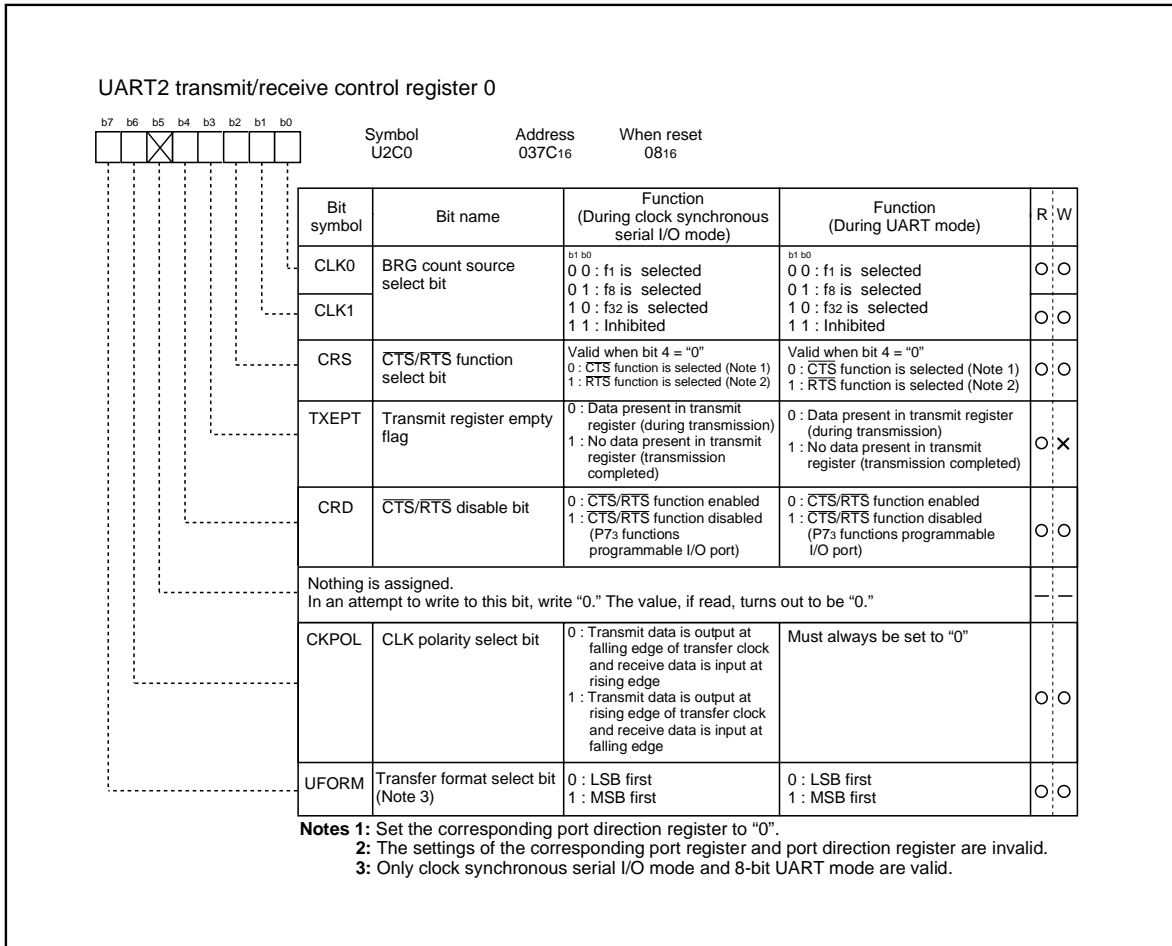 UART2 transmit/receive control register 0
b7 b6 b5 b4 b3 b2 b1 b0
Symbol Address When reset
U2C0 037C16 0816
Bit symbol
Bit name
Function
(During clock synchronous
serial I/O mode)
Function
(During UART mode)
R W
CLK0
CLK1
BRG count source
select bit
b1 b0
0 0 : f1 is selected
0 1 : f8 is selected
1 0 : f32 is selected
1 1 : Inhibited
b1 b0
0 0 : f1 is selected
0 1 : f8 is selected
1 0 : f32 is selected
1 1 : Inhibited
CRS
CTS/RTS function
select bit
Valid when bit 4 = “0”
0 : CTS function is selected (Note 1)
1 : RTS function is selected (Note 2)
Valid when bit 4 = “0”
0 : CTS function is selected (Note 1)
1 : RTS function is selected (Note 2)
TXEPT
Transmit register empty
flag
0 : Data present in transmit
register (during transmission)
1 : No data present in transmit
register (transmission
completed)
0 : Data present in transmit register
(during transmission)
1 : No data present in transmit
register (transmission completed)
CRD
CTS/RTS disable bit
0 : CTS/RTS function enabled
1 : CTS/RTS function disabled
(P73 functions
programmable I/O port)
0 : CTS/RTS function enabled
1 : CTS/RTS function disabled
(P73 functions programmable
I/O port)
Nothing is assigned.
In an attempt to write to this bit, write “0.” The value, if read, turns out to be “0.”
CKPOL
CLK polarity select bit
0 : Transmit data is output at
falling edge of transfer clock
and receive data is input at
rising edge
1 : Transmit data is output at
rising edge of transfer clock
and receive data is input at
falling edge
Must always be set to “0”
UFORM
Transfer format select bit
(Note 3)
0 : LSB first
1 : MSB first
0 : LSB first
1 : MSB first
Notes 1: Set the corresponding port direction register to “0”.
2: The settings of the corresponding port register and port direction register are invalid.
3: Only clock synchronous serial I/O mode and 8-bit UART mode are valid.